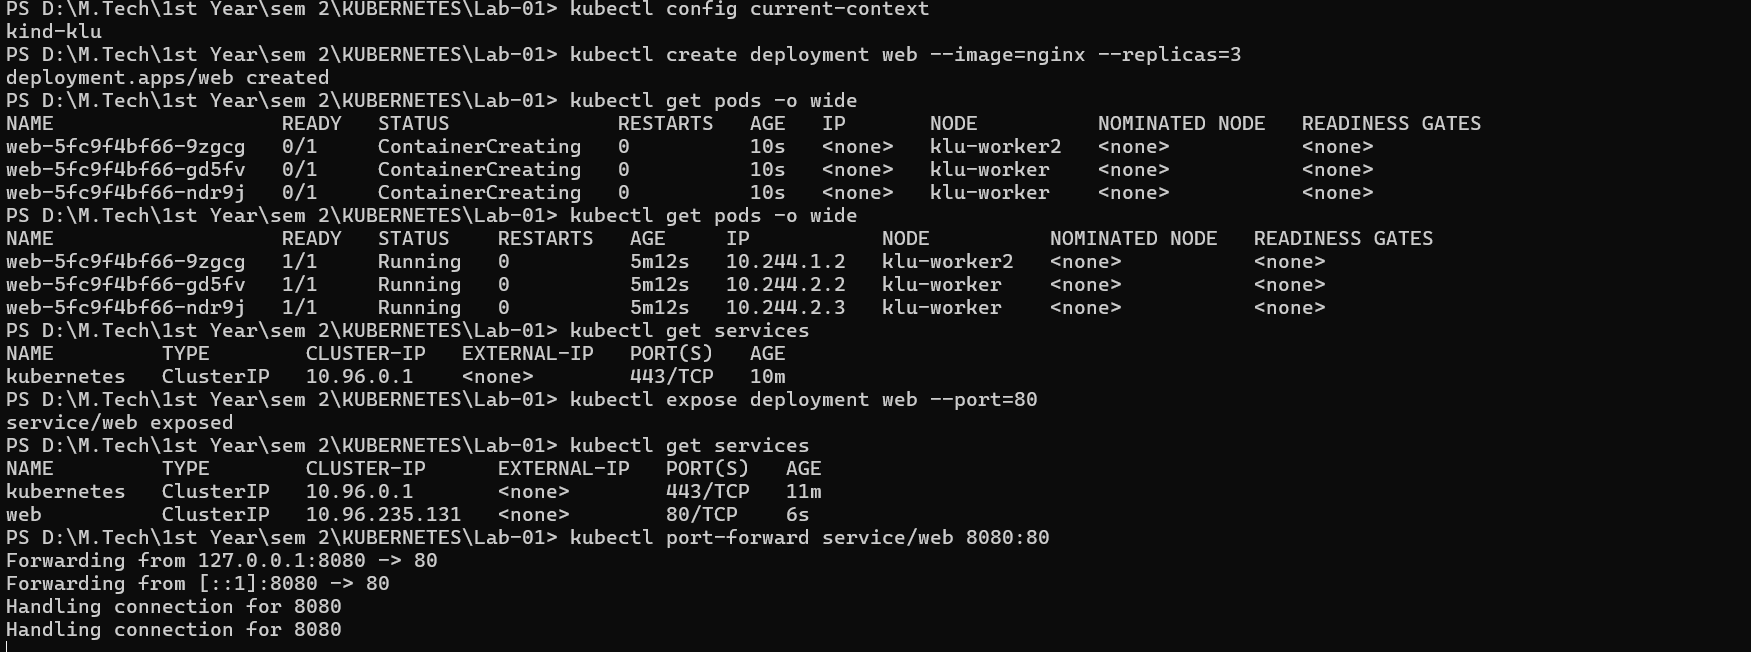 PS D:\M.Tech\1st Year\sem 2\KUBERNETES\Lab-01> kubectl config current-context
kind-klu
PS D:\M.Tech\1st Year\sem 2\KUBERNETES\Lab-01> kubectl create deployment web --image=nginx --replicas=3
deployment.apps/web created
PS D:\M.Tech\1st Year\sem 2\KUBERNETES\Lab-01> kubectl get pods -o wide
NAME                   READY   STATUS              RESTARTS   AGE   IP       NODE          NOMINATED NODE   READINESS GATES
web-5fc9f4bf66-9zgcg   0/1     ContainerCreating   0          10s   <none>   klu-worker2   <none>           <none>
web-5fc9f4bf66-gd5fv   0/1     ContainerCreating   0          10s   <none>   klu-worker    <none>           <none>
web-5fc9f4bf66-ndr9j   0/1     ContainerCreating   0          10s   <none>   klu-worker    <none>           <none>
PS D:\M.Tech\1st Year\sem 2\KUBERNETES\Lab-01> kubectl get pods -o wide
NAME                   READY   STATUS    RESTARTS   AGE     IP           NODE          NOMINATED NODE   READINESS GATES
web-5fc9f4bf66-9zgcg   1/1     Running   0          5m12s   10.244.1.2   klu-worker2   <none>           <none>
web-5fc9f4bf66-gd5fv   1/1     Running   0          5m12s   10.244.2.2   klu-worker    <none>           <none>
web-5fc9f4bf66-ndr9j   1/1     Running   0          5m12s   10.244.2.3   klu-worker    <none>           <none>
PS D:\M.Tech\1st Year\sem 2\KUBERNETES\Lab-01> kubectl get services
NAME         TYPE        CLUSTER-IP   EXTERNAL-IP   PORT(S)   AGE
kubernetes   ClusterIP   10.96.0.1    <none>        443/TCP   10m
PS D:\M.Tech\1st Year\sem 2\KUBERNETES\Lab-01> kubectl expose deployment web --port=80
service/web exposed
PS D:\M.Tech\1st Year\sem 2\KUBERNETES\Lab-01> kubectl get services
NAME         TYPE        CLUSTER-IP      EXTERNAL-IP   PORT(S)   AGE
kubernetes   ClusterIP   10.96.0.1       <none>        443/TCP   11m
web          ClusterIP   10.96.235.131   <none>        80/TCP    6s
PS D:\M.Tech\1st Year\sem 2\KUBERNETES\Lab-01> kubectl port-forward service/web 8080:80
Forwarding from 127.0.0.1:8080 -> 80
Forwarding from [::1]:8080 -> 80
Handling connection for 8080
Handling connection for 8080